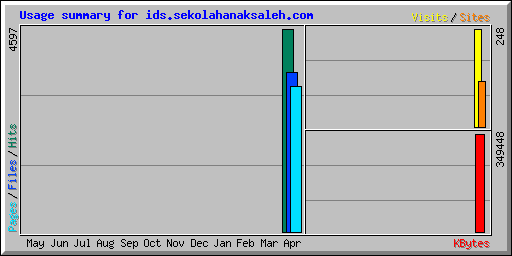 Usage summary for ids.sekolahanaksaleh.com
Visits / Sites
4597
248
Pages / Files / Hits
349448
May Jun Jul Aug Sep Oct Nov Dec Jan Feb Mar Apr
KBytes